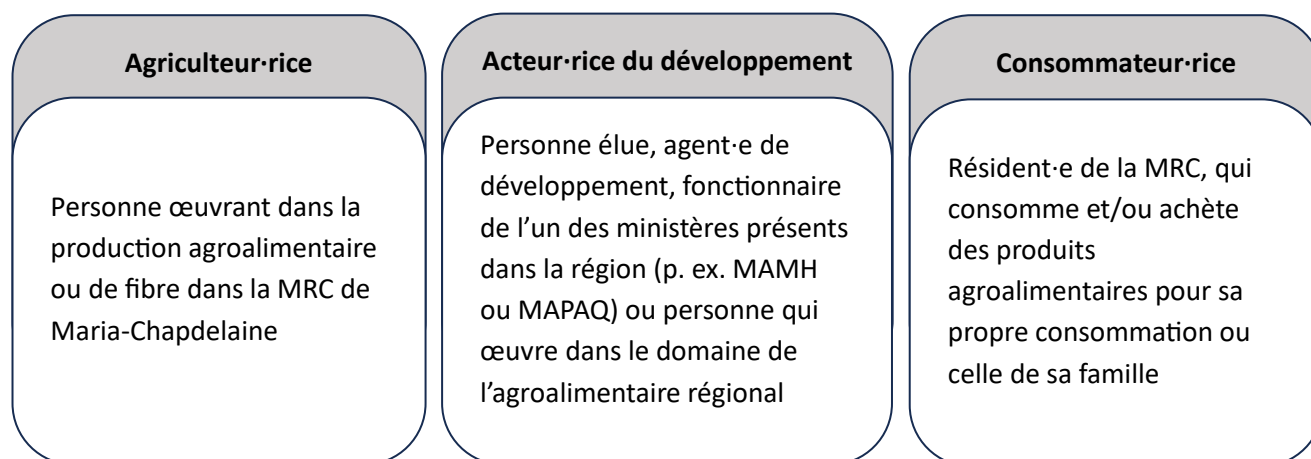 Agriculteur·rice
Personne œuvrant dans la
production agroalimentaire
ou de fibre dans la MRC de
Maria-Chapdelaine
Acteur·rice du développement
Personne élue, agent·e de
développement, fonctionnaire
de l’un des ministères présents
dans la région (p. ex. MAMH
ou MAPAQ) ou personne qui
œuvre dans le domaine de
l’agroalimentaire régional
Consommateur·rice
Résident·e de la MRC, qui
consomme et/ou achète
des produits
agroalimentaires pour sa
propre consommation ou
celle de sa famille